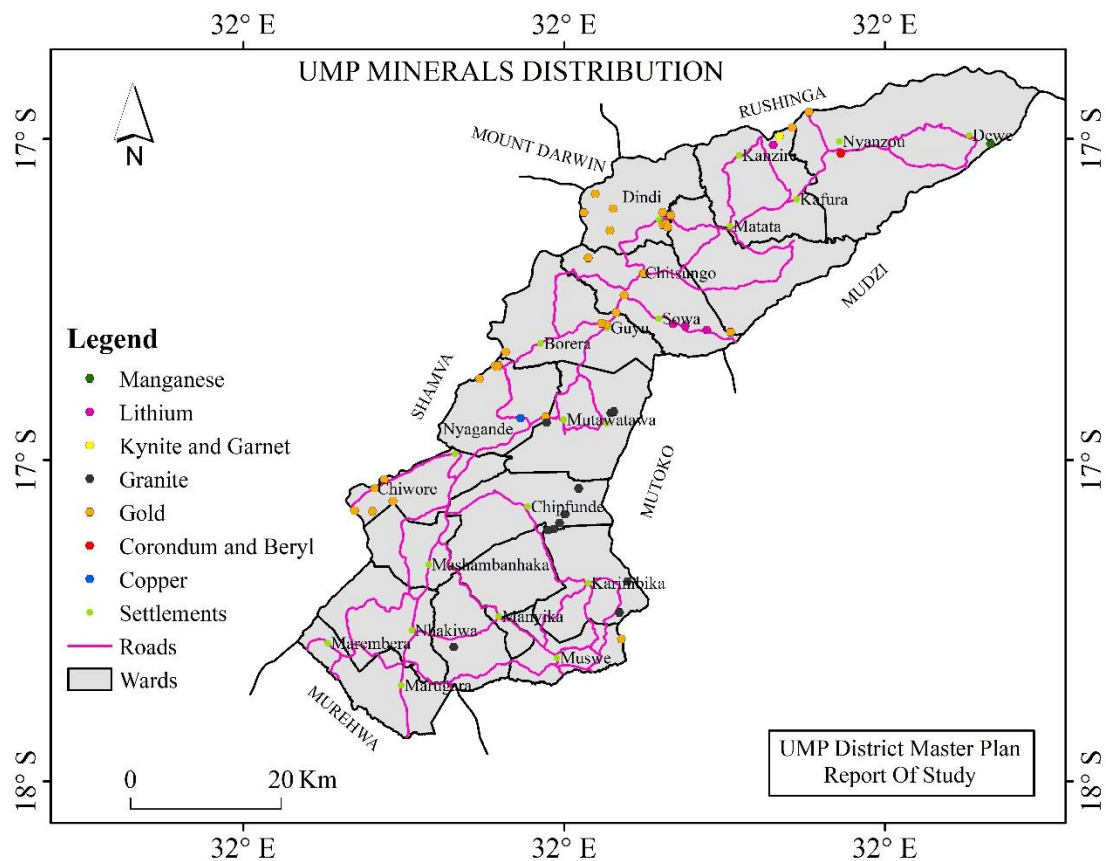 32° E
32° E
32° E
UMP MINERALS DISTRIBUTION
N
17° S
17° S
18° S
17° S
17° S
18° S
RUSHINGA
MOUNT DARWIN
MUDZI
SHAMVA
MUTOKO
MUREHWA
Dewe
Nyanzou
Kanzire
Kafura
Dindi
Matata
Chitsungo
Sowa
Guyu
Borera
Mutawatawa
Nyagande
Chiwore
Chipfunde
Mashambanhaka
Karimbika
Manyika
Nhakiwa
Marembera
Muswe
Marugara
Legend
Manganese
Lithium
Kynite and Garnet
Granite
Gold
Corondum and Beryl
Copper
Settlements
Roads
Wards
0 20 Km
UMP District Master Plan
Report Of Study
32° E
32° E
32° E